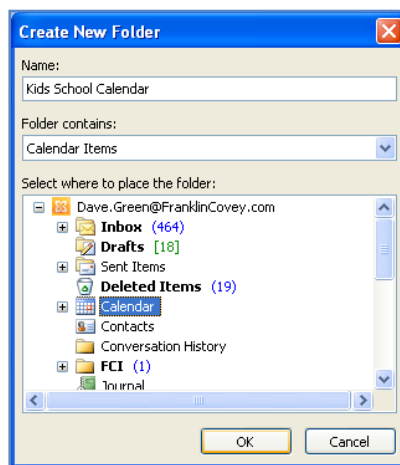 Create New Folder
Name:
Kids School Calendar
Folder contains:
Calendar Items
Select where to place the folder:
Dave.Green@FranklinCovey.com
Inbox (464)
Drafts [18]
Sent Items
Deleted Items (19)
Calendar
Contacts
Conversation History
FCI (1)
Journal
OK Cancel